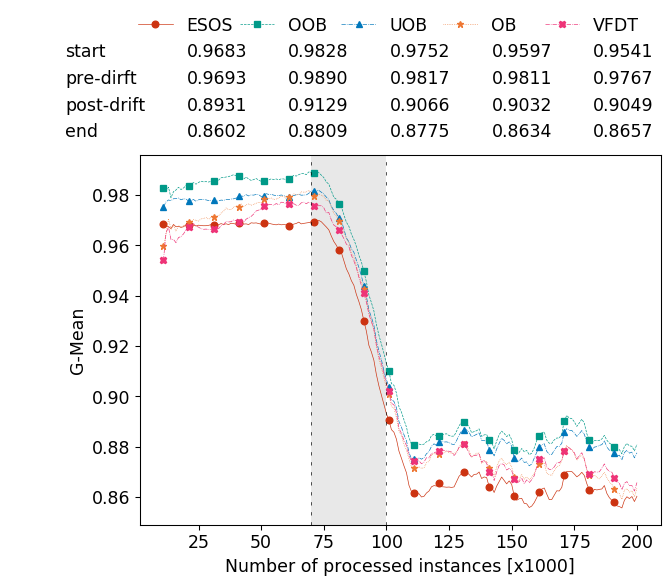 ESOS OOB UOB OB VFDT
start 0.9683 0.9828 0.9752 0.9597 0.9541
pre-dirft 0.9693 0.9890 0.9817 0.9811 0.9767
post-drift 0.8931 0.9129 0.9066 0.9032 0.9049
end 0.8602 0.8809 0.8775 0.8634 0.8657
0.98
0.96
0.94
0.92
0.90
0.88
0.86
G-Mean
25 50 75 100 125 150 175 200
Number of processed instances [x1000]